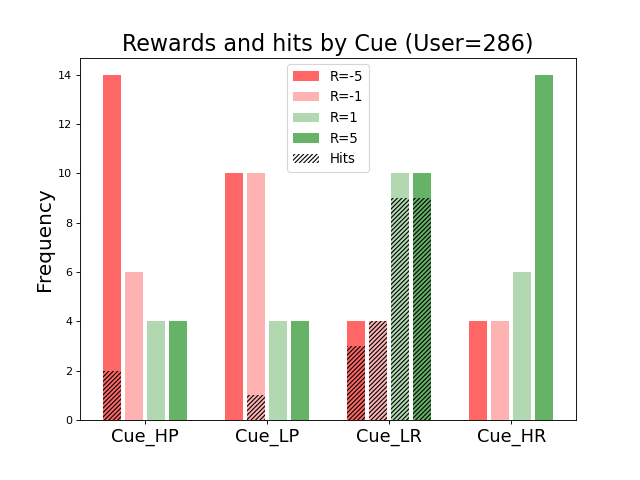 Rewards and hits by Cue (User=286)
R=-5
R=-1
R=1
R=5
Hits
Frequency
14
12
10
8
6
4
2
0
Cue_HP
Cue_LP
Cue_LR
Cue_HR